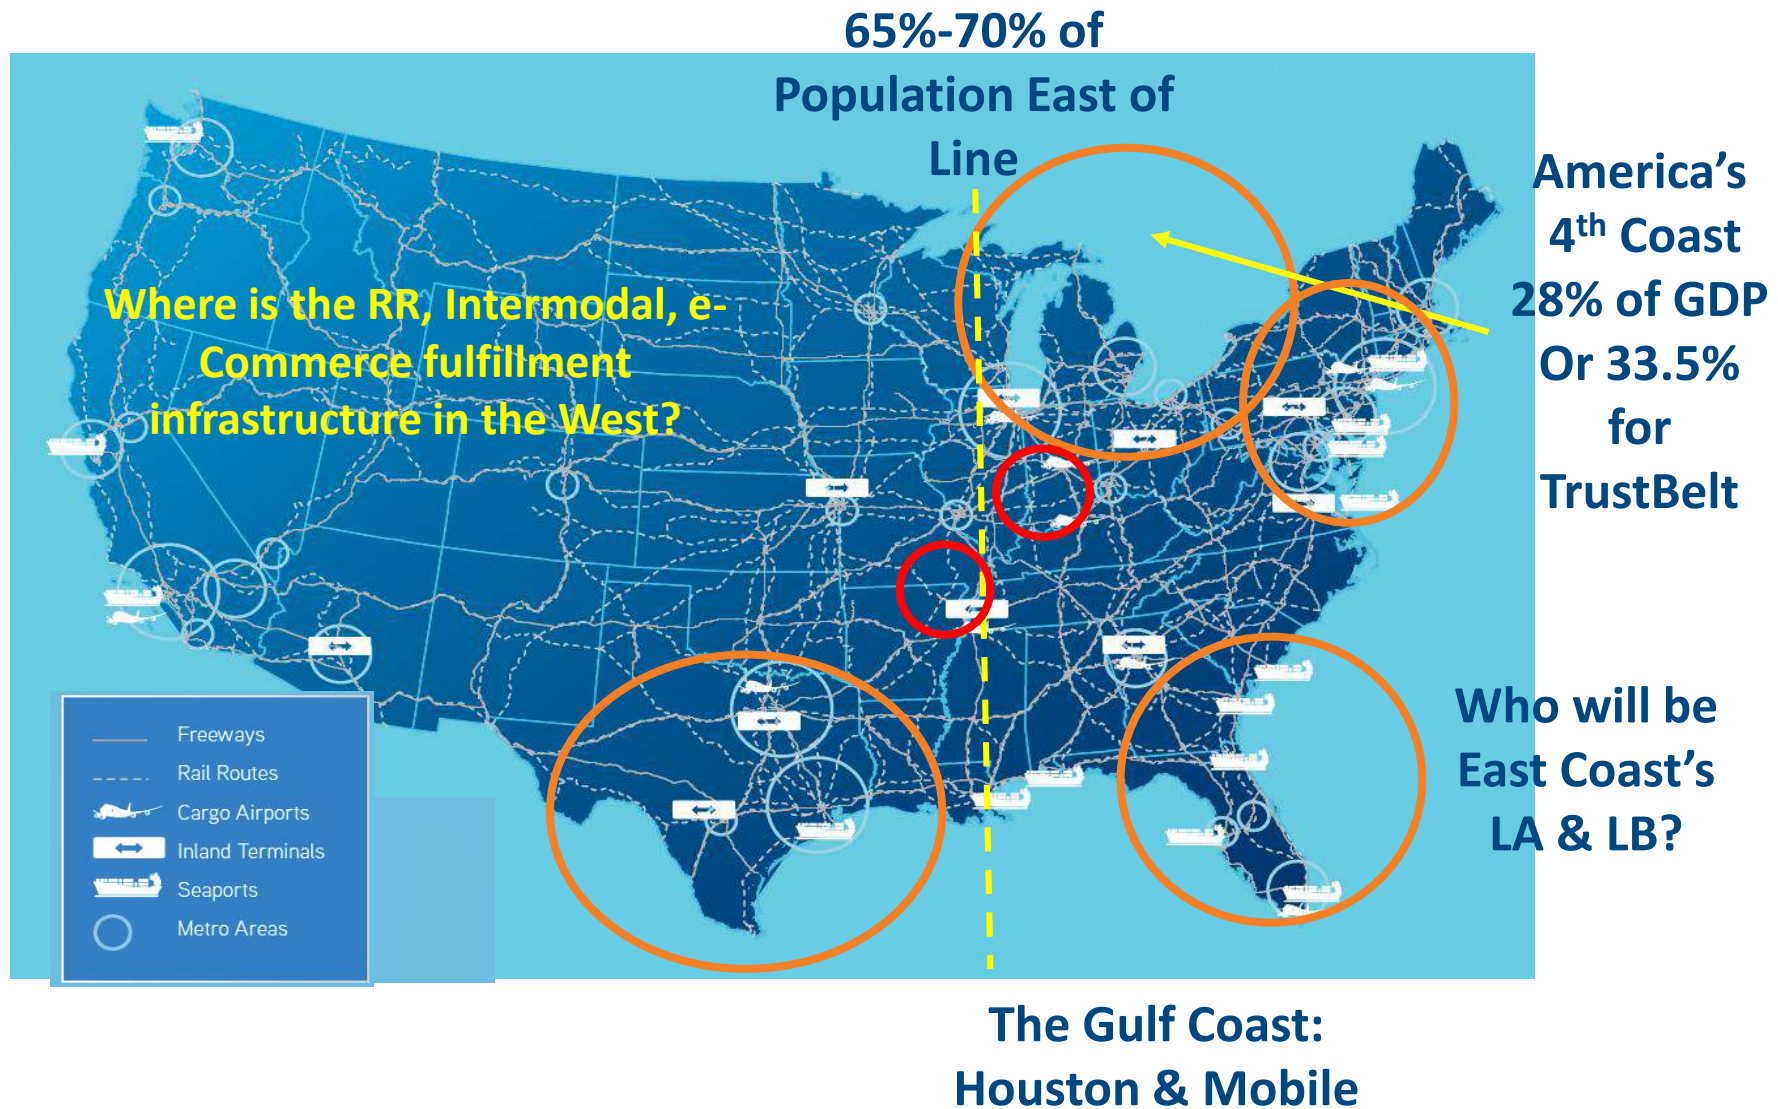 65%-70% of
Population East of
Line
America’s
4th Coast
28% of GDP
Or 33.5%
for
TrustBelt
Where is the RR, Intermodal, e-
Commerce fulfillment
infrastructure in the West?
Who will be
East Coast’s
LA & LB?
Freeways
Rail Routes
Cargo Airports
Inland Terminals
Seaports
Metro Areas
The Gulf Coast:
Houston & Mobile